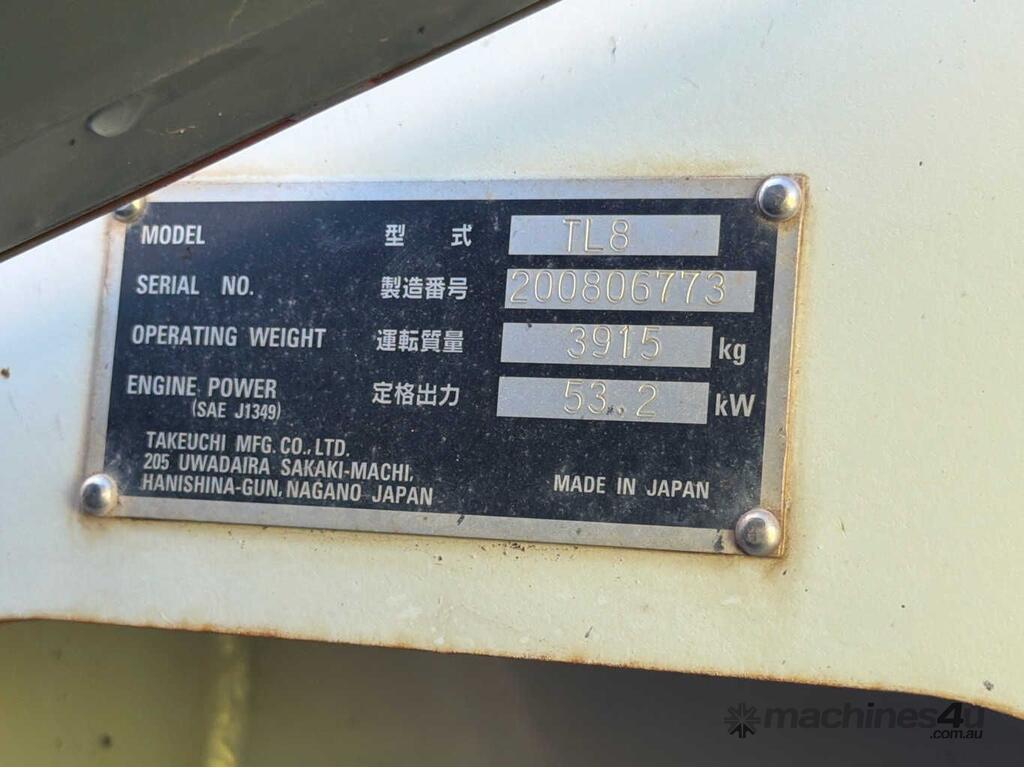 MODEL 型 式 TL8
SERIAL NO. 製造番号 200806773
OPERATING WEIGHT 運転質量 3915 kg
ENGINE POWER 定格出力 53.2 kW
(SAE J1349)
TAKEUCHI MFG. CO., LTD.
205 UWADAIRA SAKAKI-MACHI,
HANISHINA-GUN, NAGANO JAPAN
MADE IN JAPAN
machines4u
.com.au